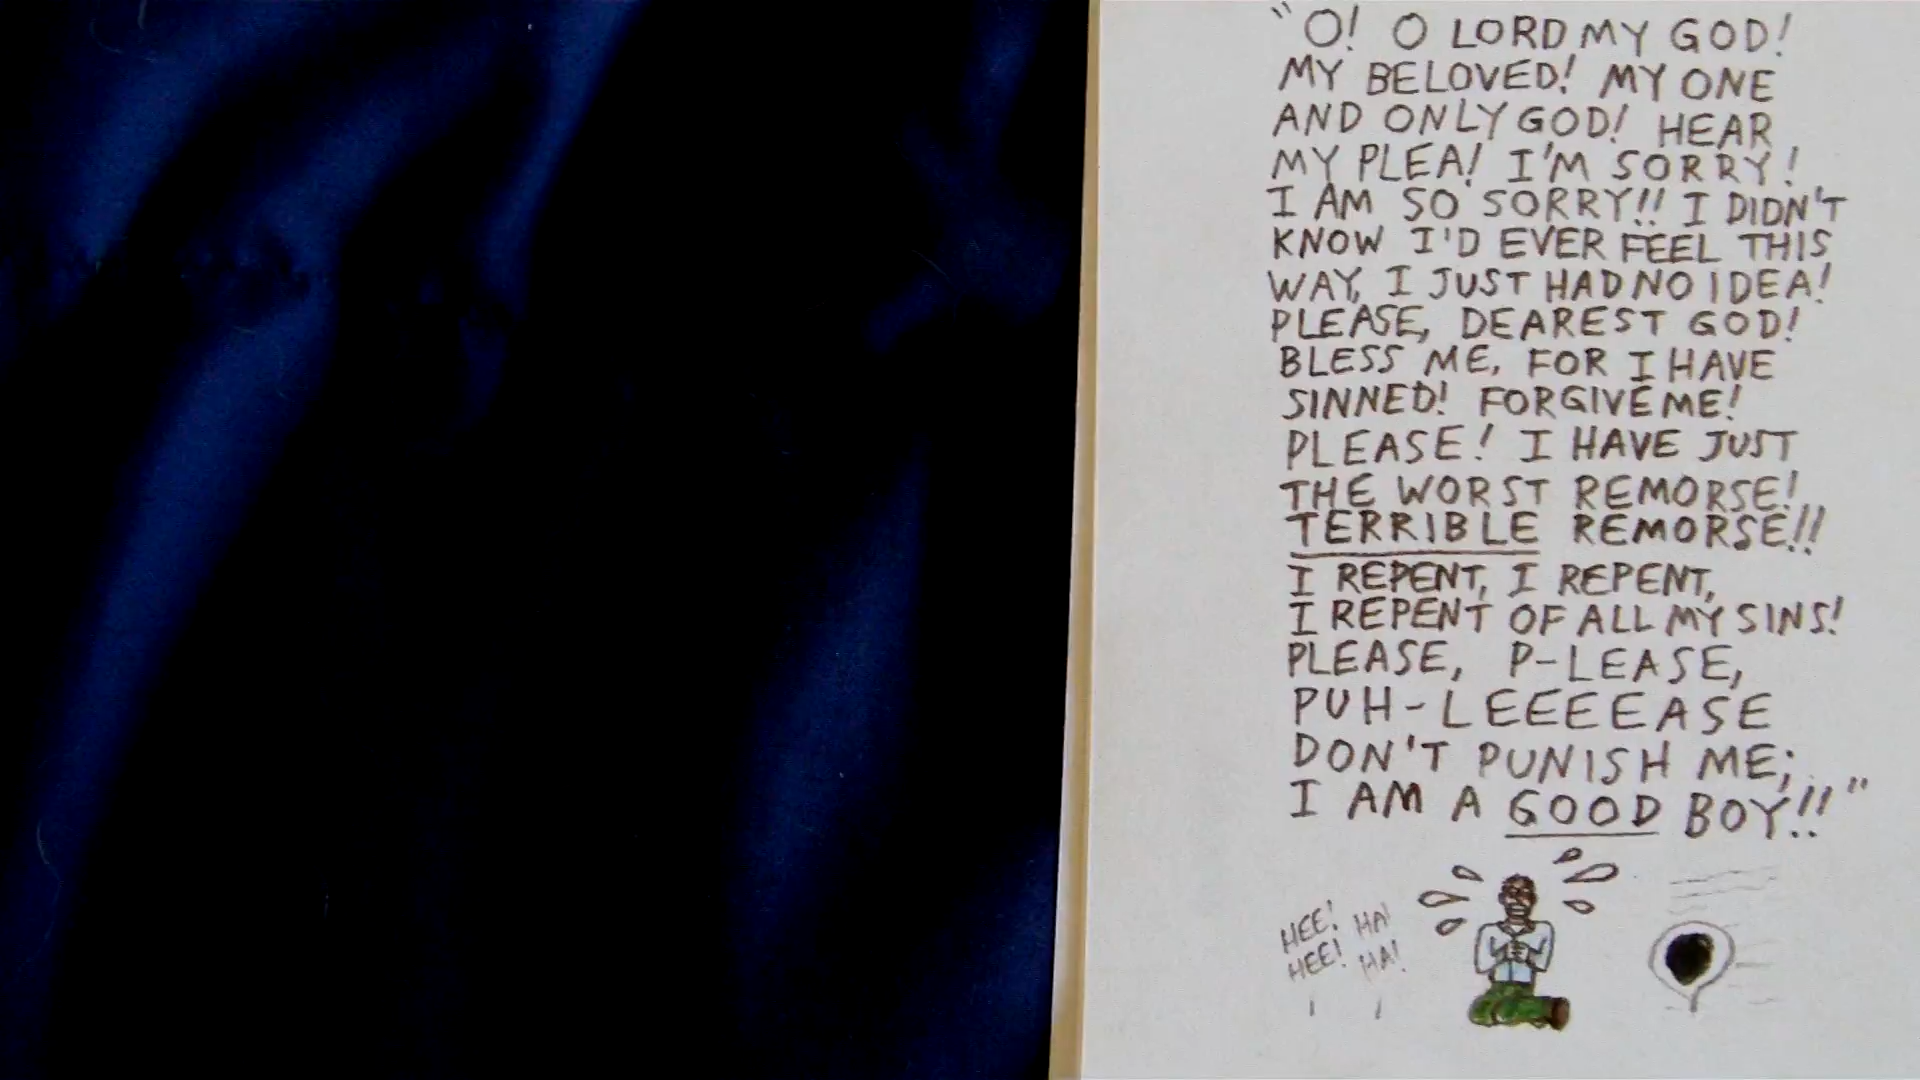 "O! O LORD MY GOD!
MY BELOVED! MY ONE
AND ONLY GOD! HEAR
MY PLEA! I'M SORRY!
I AM SO SORRY!! I DIDN'T
KNOW I'D EVER FEEL THIS
WAY, I JUST HAD NO IDEA!
PLEASE, DEAREST GOD!
BLESS ME, FOR I HAVE
SINNED! FORGIVE ME!
PLEASE! I HAVE JUST
THE WORST REMORSE!
TERRIBLE REMORSE!!
I REPENT, I REPENT,
I REPENT OF ALL MY SINS!
PLEASE, P-LEASE,
PUH-LEEEEASE
DON'T PUNISH ME;
I AM A GOOD BOY!!"
HEE! HA!
HEE! HA!